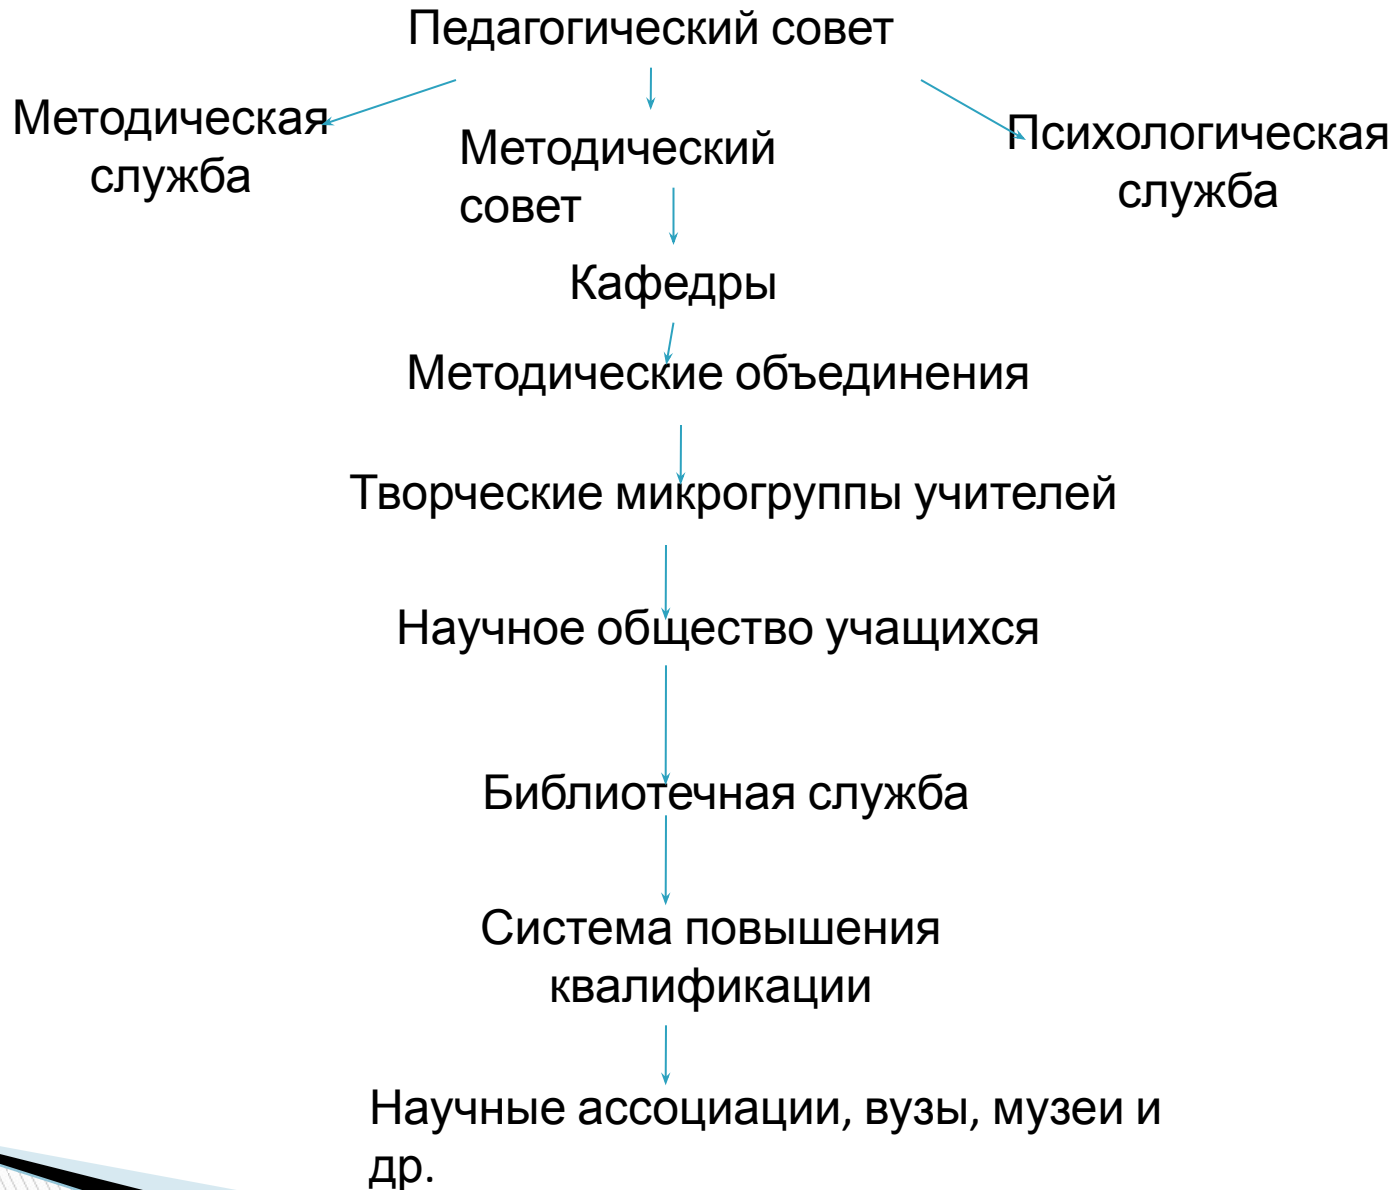 Педагогический совет
Методическая
служба
Методический
совет
Психологическая
служба
Кафедры
Методические объединения
Творческие микрогруппы учителей
Научное общество учащихся
Библиотечная служба
Система повышения
квалификации
Научные ассоциации, вузы, музеи и
др.